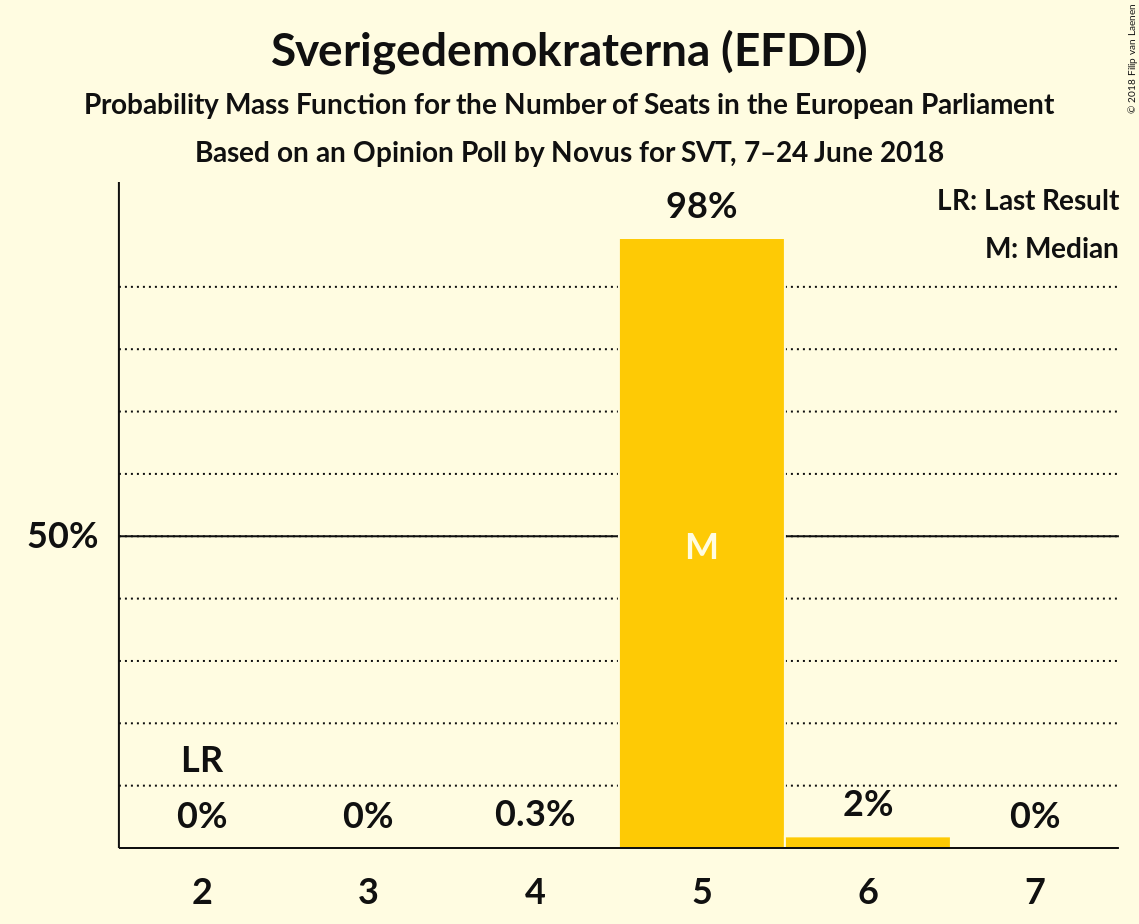 Sverigedemokraterna (EFDD)
Probability Mass Function for the Number of Seats in the European Parliament
Based on an Opinion Poll by Novus for SVT, 7–24 June 2018
© 2018 Filip van Laenen
LR: Last Result
M: Median
98%
50%
M
LR
0%
0%
0.3%
2%
0%
2
3
4
5
6
7